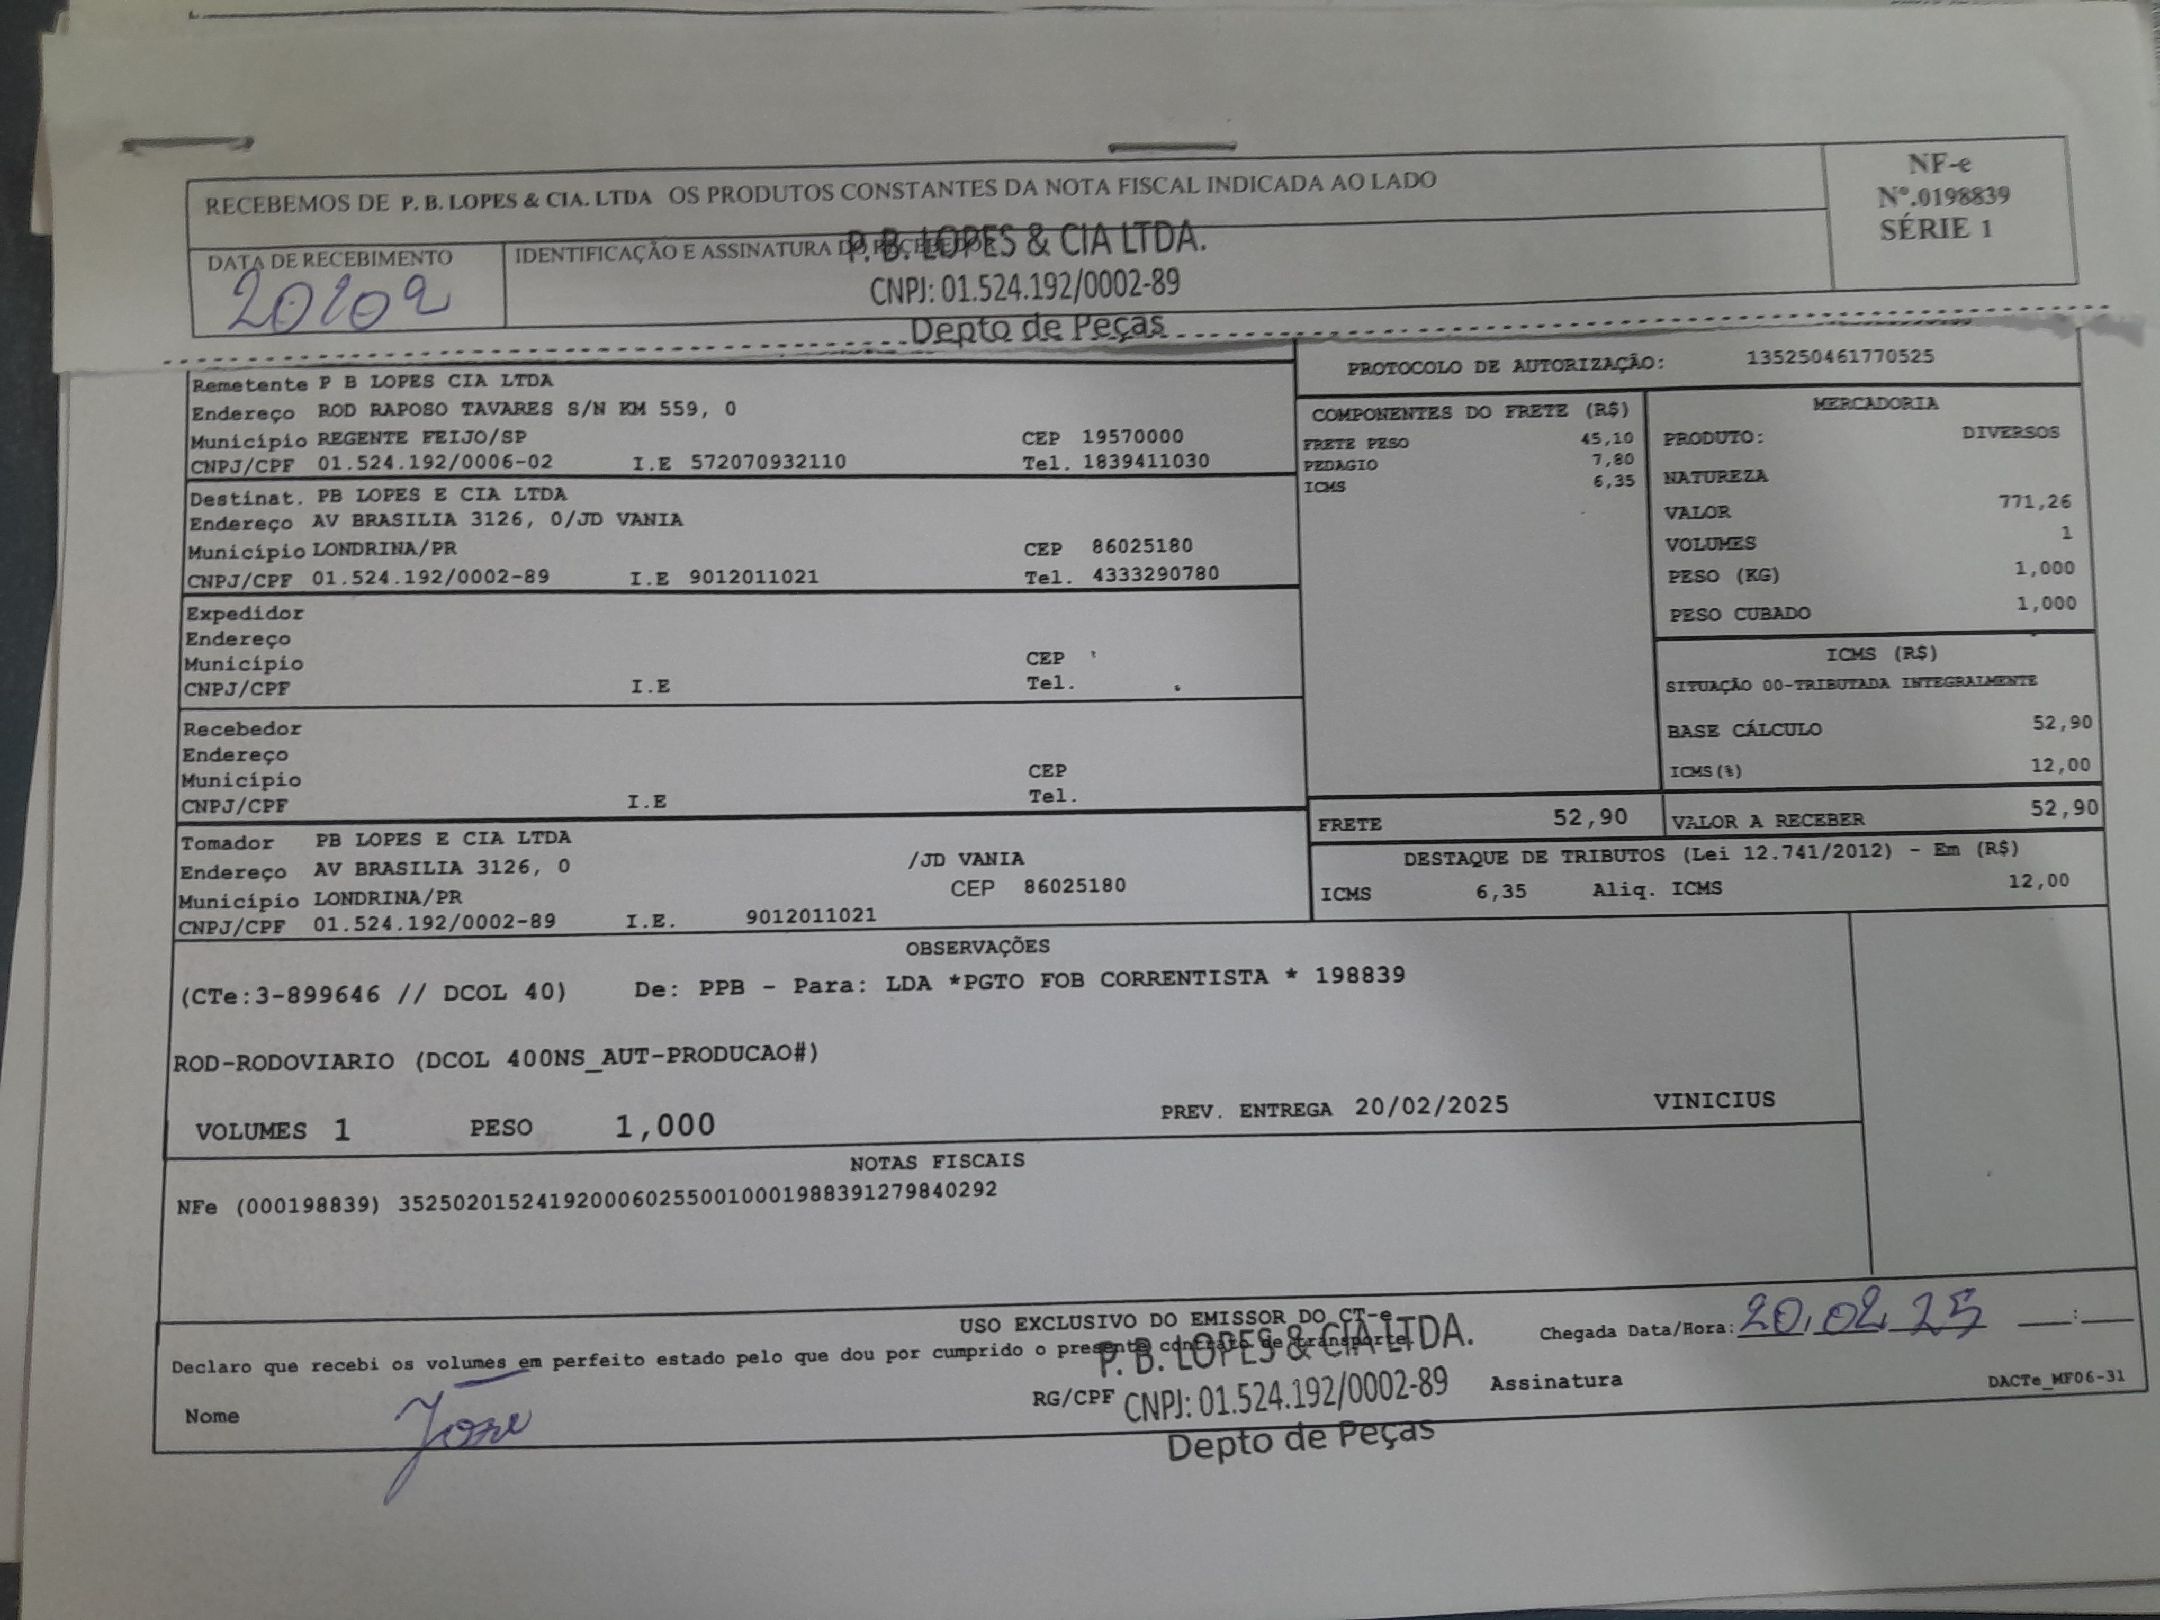 RECEBEMOS DE P. B. LOPES & CIA. LTDA OS PRODUTOS CONSTANTES DA NOTA FISCAL INDICADA AO LADO
NF-e
Nº.0198839
SÉRIE 1
DATA DE RECEBIMENTO
20/02
IDENTIFICAÇÃO E ASSINATURA DO RECEBEDOR
P. B. LOPES & CIA LTDA.
CNPJ: 01.524.192/0002-89
Depto de Peças
Remetente P B LOPES CIA LTDA
Endereço ROD RAPOSO TAVARES S/N KM 559, 0
Município REGENTE FEIJO/SP CEP 19570000
CNPJ/CPF 01.524.192/0006-02 I.E 572070932110 Tel. 1839411030
Destinat. PB LOPES E CIA LTDA
Endereço AV BRASILIA 3126, 0/JD VANIA
Município LONDRINA/PR CEP 86025180
CNPJ/CPF 01.524.192/0002-89 I.E 9012011021 Tel. 4333290780
Expedidor
Endereço
Município CEP
CNPJ/CPF I.E Tel.
Recebedor
Endereço
Município CEP
CNPJ/CPF I.E Tel.
Tomador PB LOPES E CIA LTDA
Endereço AV BRASILIA 3126, 0 /JD VANIA
Município LONDRINA/PR CEP 86025180
CNPJ/CPF 01.524.192/0002-89 I.E. 9012011021
PROTOCOLO DE AUTORIZAÇÃO: 135250461770525
COMPONENTES DO FRETE (R$)
FRETE PESO 45,10
PEDAGIO 7,80
ICMS 6,35
MERCADORIA
PRODUTO: DIVERSOS
NATUREZA
VALOR 771,26
VOLUMES 1
PESO (KG) 1,000
PESO CUBADO 1,000
ICMS (R$)
SITUAÇÃO 00-TRIBUTADA INTEGRALMENTE
BASE CÁLCULO 52,90
ICMS(%) 12,00
FRETE 52,90 VALOR A RECEBER 52,90
DESTAQUE DE TRIBUTOS (Lei 12.741/2012) - Em (R$)
ICMS 6,35 Aliq. ICMS 12,00
OBSERVAÇÕES
(CTe:3-899646 // DCOL 40) De: PPB - Para: LDA *PGTO FOB CORRENTISTA * 198839
ROD-RODOVIARIO (DCOL 400NS_AUT-PRODUCAO#)
VOLUMES 1 PESO 1,000 PREV. ENTREGA 20/02/2025 VINICIUS
NOTAS FISCAIS
NFe (000198839) 35250201524192000602550010001988391279840292
USO EXCLUSIVO DO EMISSOR DO CT-e
Declaro que recebi os volumes em perfeito estado pelo que dou por cumprido o presente contrato de transporte.
Chegada Data/Hora: 20.02.25 :
P. B. LOPES & CIA LTDA.
CNPJ: 01.524.192/0002-89
Depto de Peças
Nome Jose RG/CPF Assinatura
DACTe_MF06-31